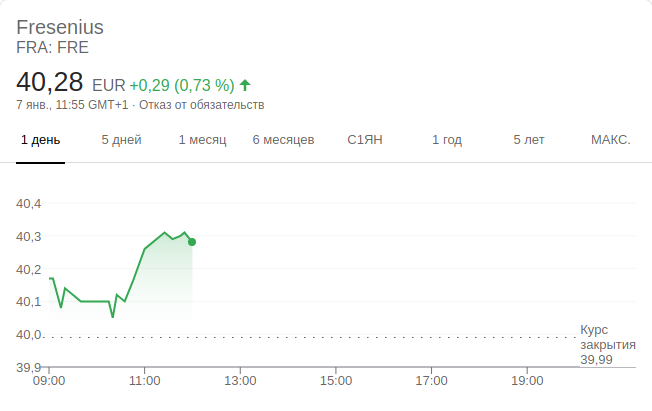 Fresenius
FRA: FRE
40,28 EUR +0,29 (0,73 %)
7 янв., 11:55 GMT+1 · Отказ от обязательств
1 день 5 дней 1 месяц 6 месяцев С1ЯН 1 год 5 лет МАКС.
40,4
40,3
40,2
40,1
40,0
Курс
закрытия
39,99
39,9
09:00 11:00 13:00 15:00 17:00 19:00